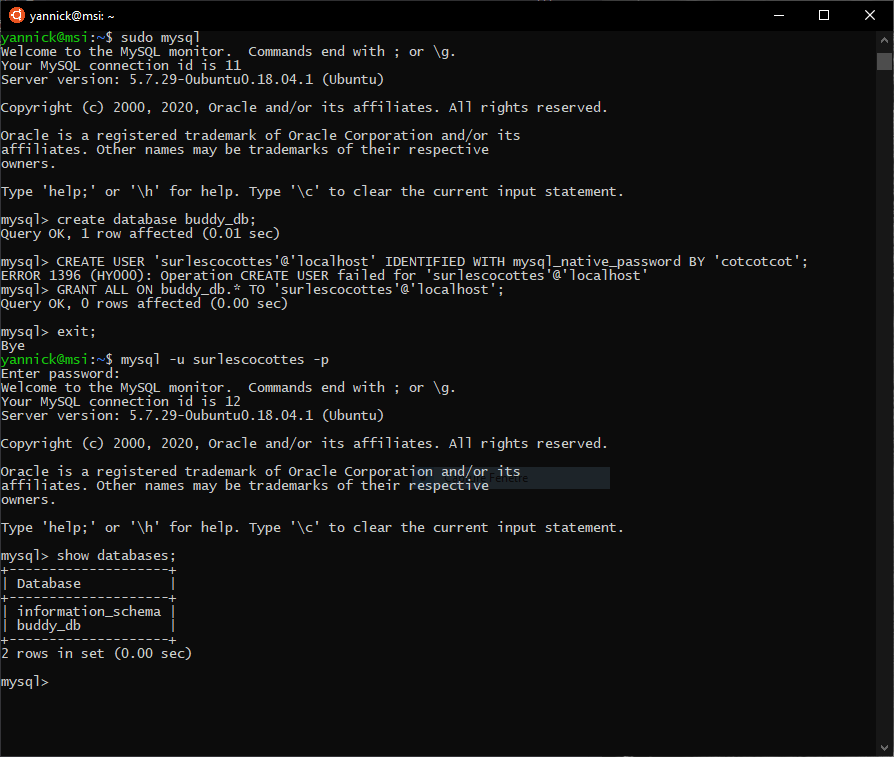 yannick@msi: ~
yannick@msi:~$ sudo mysql
Welcome to the MySQL monitor.  Commands end with ; or \g.
Your MySQL connection id is 11
Server version: 5.7.29-0ubuntu0.18.04.1 (Ubuntu)
Copyright (c) 2000, 2020, Oracle and/or its affiliates. All rights reserved.
Oracle is a registered trademark of Oracle Corporation and/or its
affiliates. Other names may be trademarks of their respective
owners.
Type 'help;' or '\h' for help. Type '\c' to clear the current input statement.
mysql> create database buddy_db;
Query OK, 1 row affected (0.01 sec)
mysql> CREATE USER 'surlescocottes'@'localhost' IDENTIFIED WITH mysql_native_password BY 'cotcotcot';
ERROR 1396 (HY000): Operation CREATE USER failed for 'surlescocottes'@'localhost'
mysql> GRANT ALL ON buddy_db.* TO 'surlescocottes'@'localhost';
Query OK, 0 rows affected (0.00 sec)
mysql> exit;
Bye
yannick@msi:~$ mysql -u surlescocottes -p
Enter password:
Welcome to the MySQL monitor.  Commands end with ; or \g.
Your MySQL connection id is 12
Server version: 5.7.29-0ubuntu0.18.04.1 (Ubuntu)
Copyright (c) 2000, 2020, Oracle and/or its affiliates. All rights reserved.
Oracle is a registered trademark of Oracle Corporation and/or its
Fenêtre
affiliates. Other names may be trademarks of their respective
owners.
Type 'help;' or '\h' for help. Type '\c' to clear the current input statement.
mysql> show databases;
+--------------------+
| Database           |
+--------------------+
| information_schema |
| buddy_db           |
+--------------------+
2 rows in set (0.00 sec)
mysql>